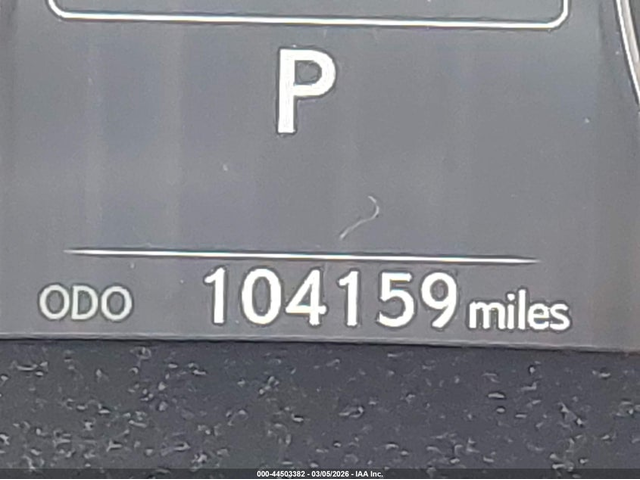 P
ODO 104159 miles
000-44503382 - 03/05/2026 - IAA Inc.